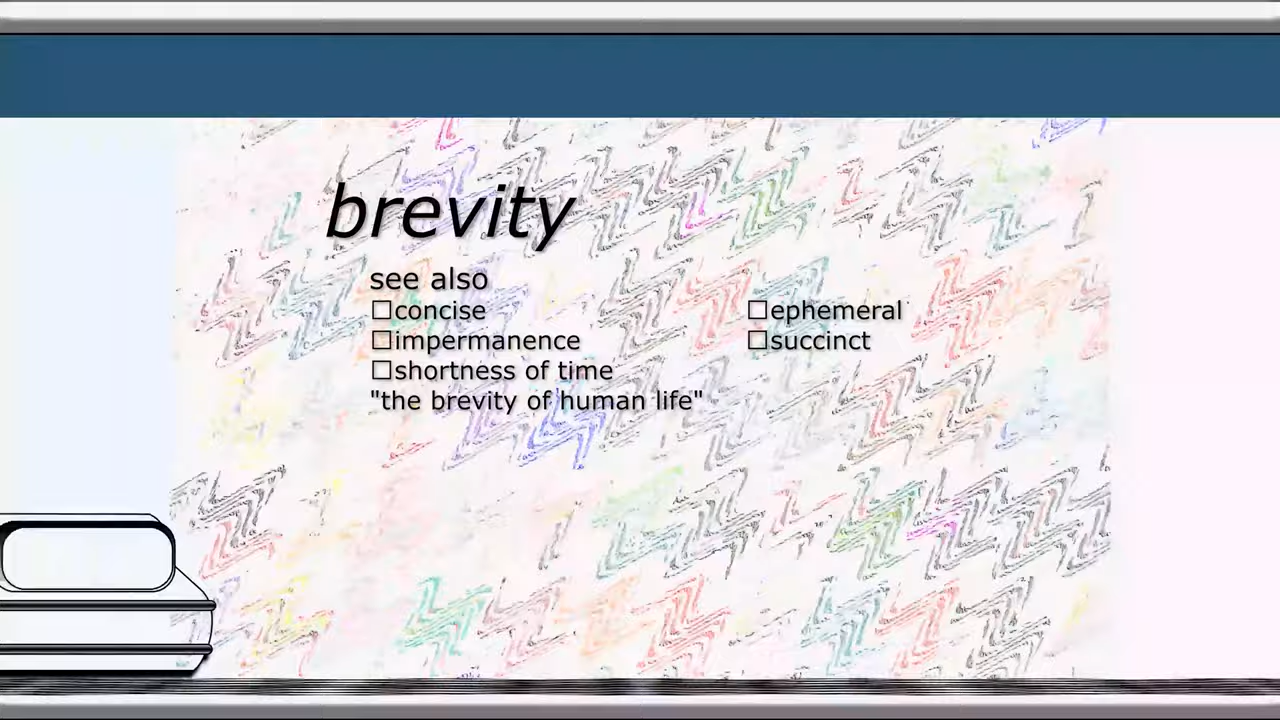 brevity
see also
☐concise
☐impermanence
☐shortness of time
"the brevity of human life"
☐ephemeral
☐succinct